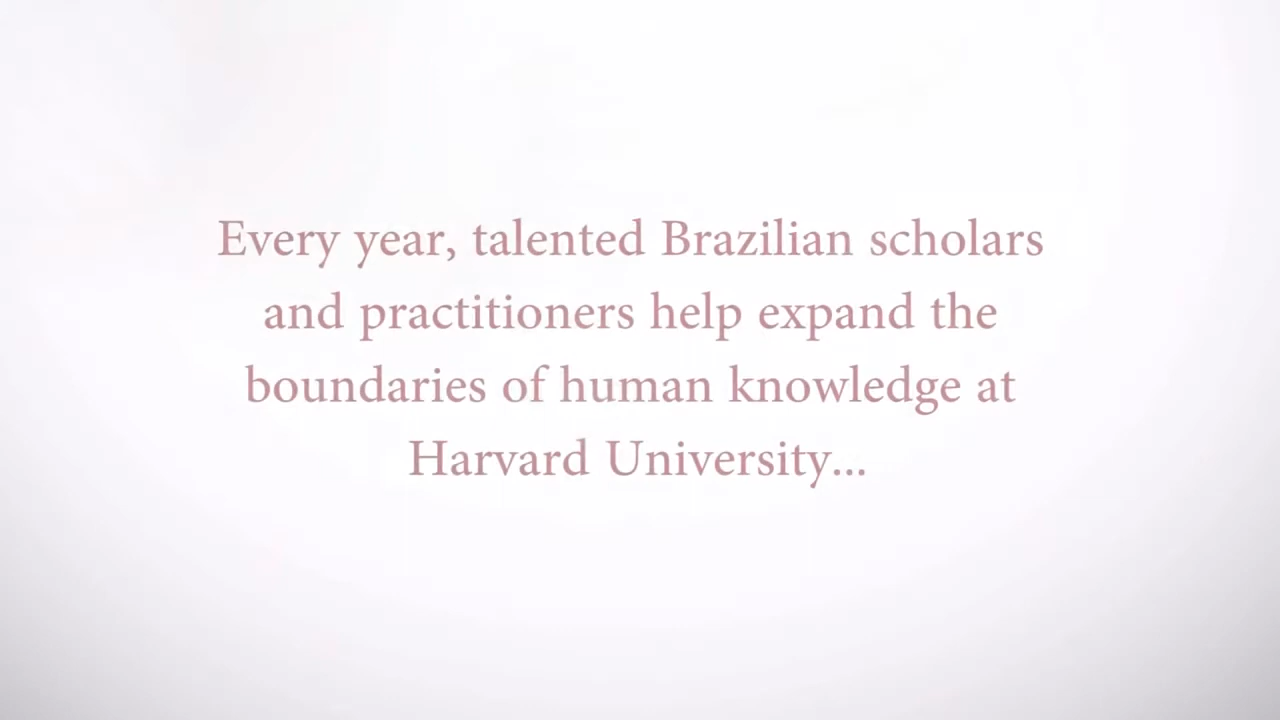 Every year, talented Brazilian scholars
and practitioners help expand the
boundaries of human knowledge at
Harvard University...